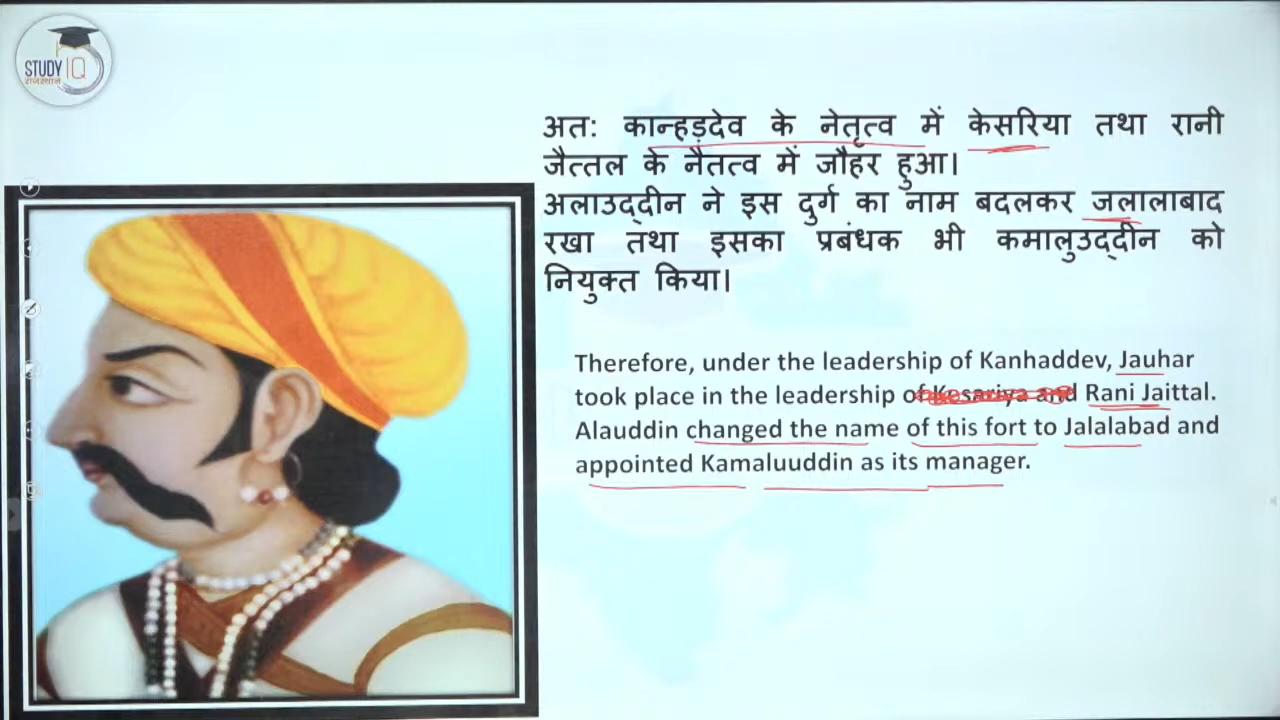 STUDY IQ
राजस्थान
अत: कान्हड़देव के नेतृत्व में केसरिया तथा रानी
जैत्तल के नैतत्व में जौहर हुआ।
अलाउद्दीन ने इस दुर्ग का नाम बदलकर जलालाबाद
रखा तथा इसका प्रबंधक भी कमालुउद्दीन को
नियुक्त किया।
Therefore, under the leadership of Kanhaddev, Jauhar
took place in the leadership of Kesariya and Rani Jaittal.
Alauddin changed the name of this fort to Jalalabad and
appointed Kamaluuddin as its manager.